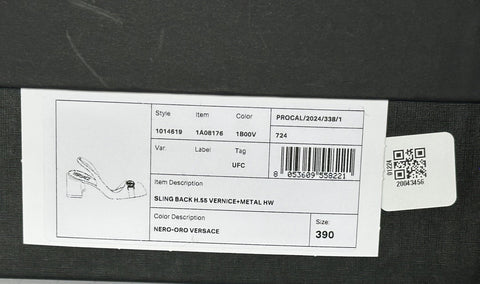 Style Item Color PROCAL/2024/338/1
1014619 1A08176 1B00V 724
Var. Label Tag
UFC
8 053609 558221
Item Description
SLING BACK H.55 VERNICE+METAL HW
Color Description Size:
NERO-ORO VERSACE 390
01224
20043456